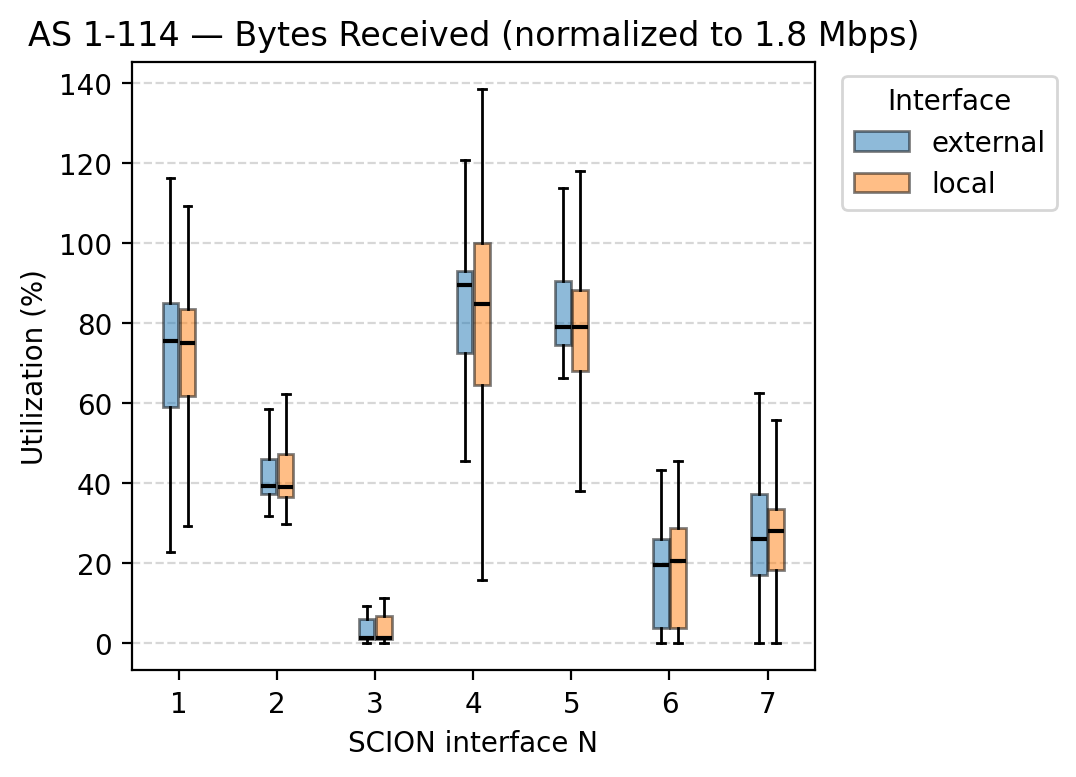 AS 1-114 — Bytes Received (normalized to 1.8 Mbps)
Utilization (%)
140
120
100
80
60
40
20
0
1 2 3 4 5 6 7
SCION interface N
Interface
external
local